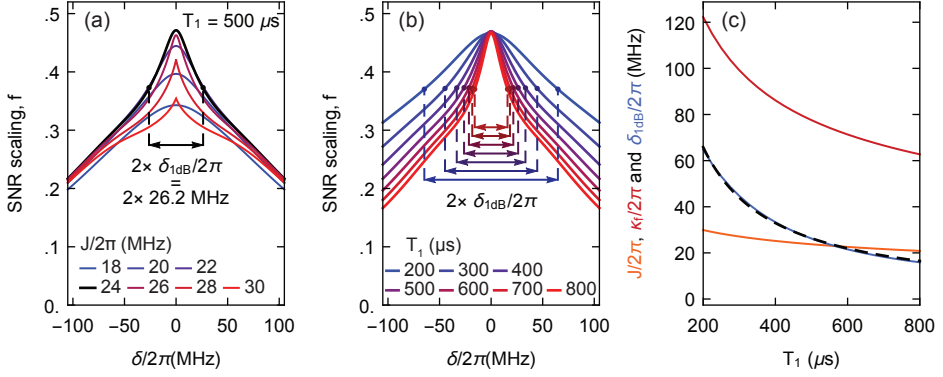 (a)
T₁ = 500 μs
SNR scaling, f
.5
.4
.3
.4
.1
0.
2× δ1dB/2π
=
2× 26.2 MHz
J/2π (MHz)
18 20 22
24 26 28 30
−100 −50 0 50 100
δ/2π(MHz)
(b)
SNR scaling, f
.5
.4
.3
.2
.1
0.
2× δ1dB/2π
T₁ (μs)
200 300 400
500 600 700 800
−100 −50 0 50 100
δ/2π(MHz)
(c)
J/2π, κf/2π and δ1dB/2π (MHz)
120
100
80
60
40
20
0
200 400 600 800
T₁ (μs)